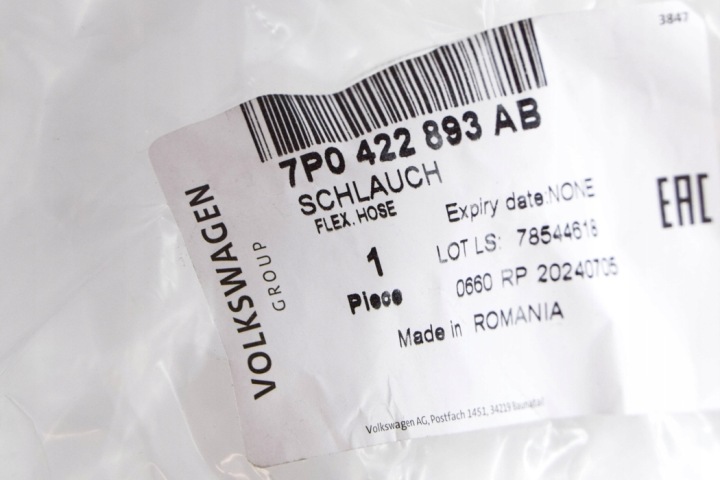 3847
7P0 422 893 AB
SCHLAUCH
FLEX. HOSE
Expiry date:NONE
1
Piece
LOT LS: 78544618
0660 RP 20240705
Made in ROMANIA
EAC
VOLKSWAGEN
GROUP
Volkswagen AG, Postfach 1451, 34219 Baunatal